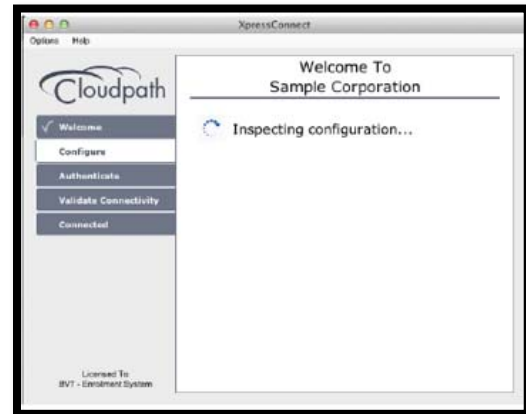 XpressConnect
Options Help
Cloudpath
Welcome To
Sample Corporation
Welcome
Configure
Authenticate
Validate Connectivity
Connected
Inspecting configuration...
Licensed To
BVT - Enrolment System